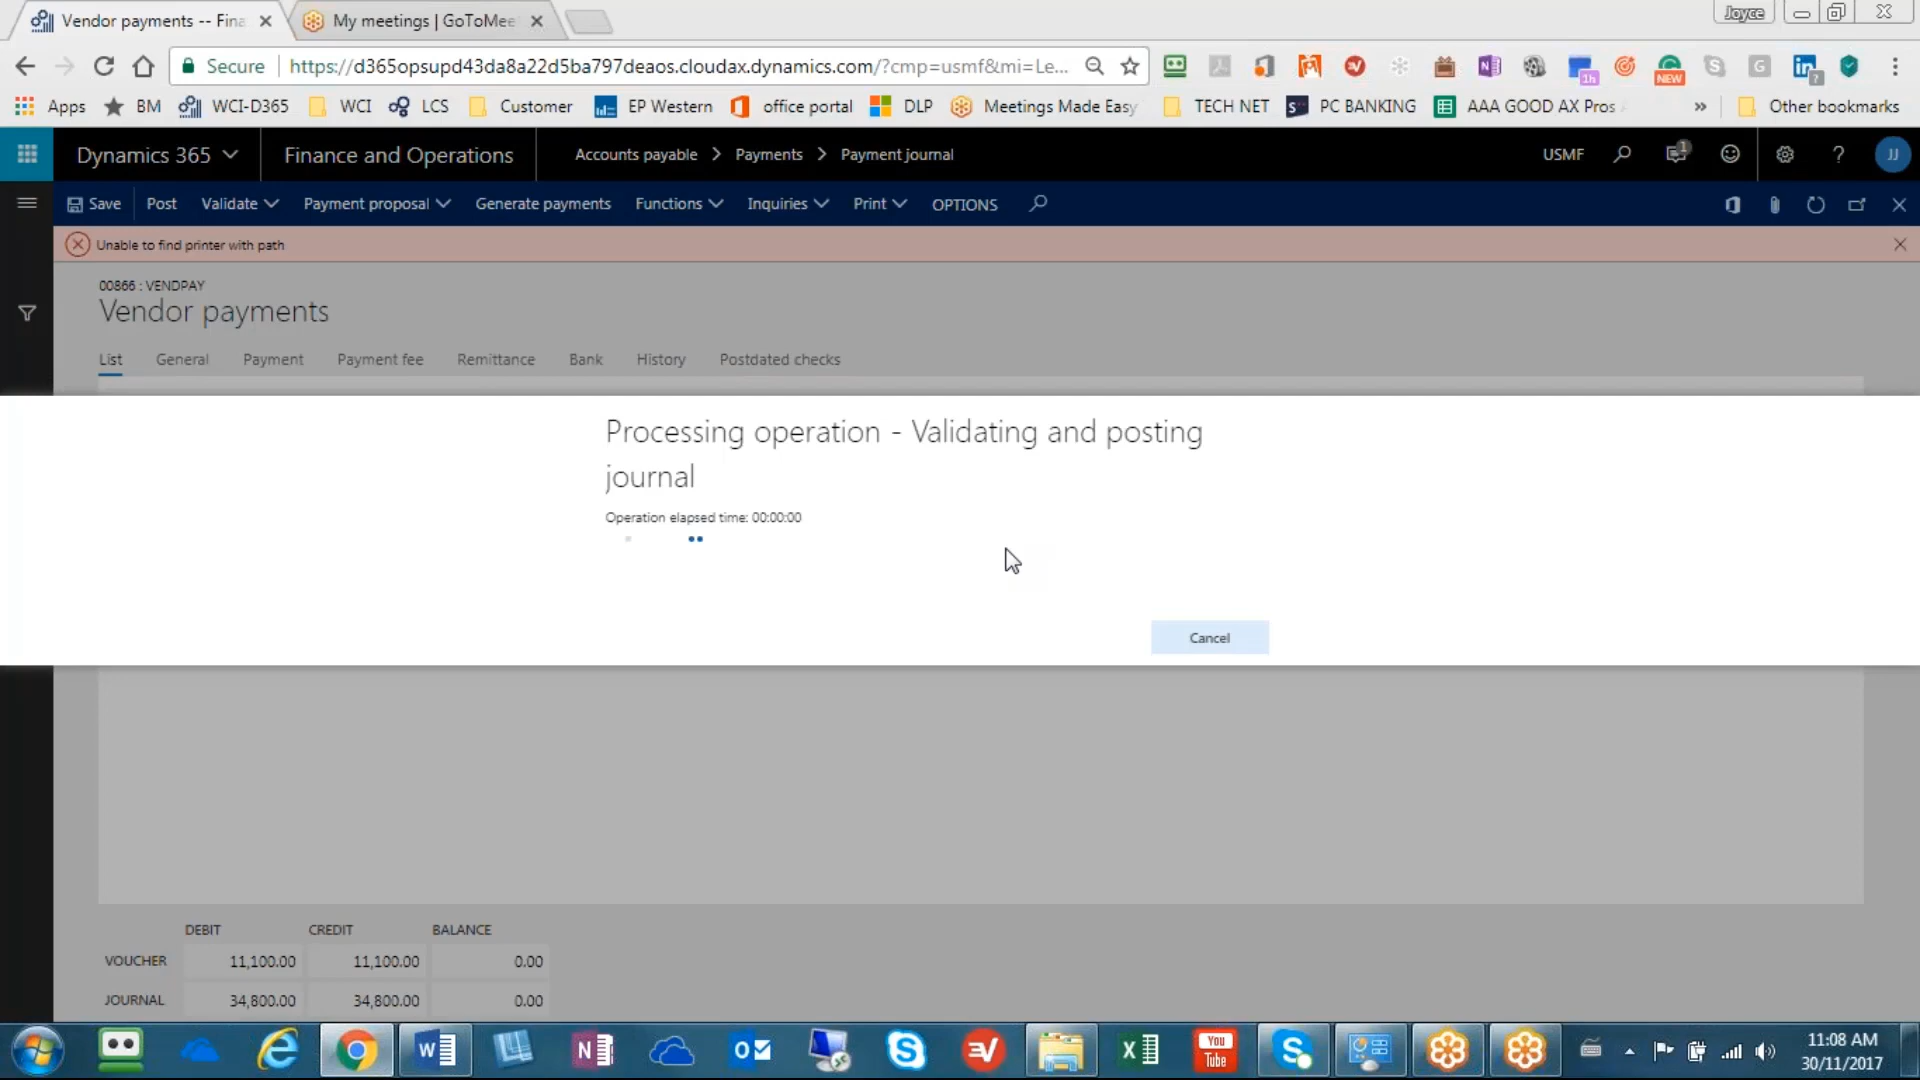 Vendor payments -- Fina
My meetings | GoToMee
Joyce
Secure
https://d365opsupd43da8a22d5ba797deaos.cloudax.dynamics.com/?cmp=usmf&mi=Le...
1h
NEW
Apps BM WCI-D365 WCI LCS Customer EP Western office portal DLP Meetings Made Easy TECH NET PC BANKING AAA GOOD AX Pros » Other bookmarks
Dynamics 365 Finance and Operations Accounts payable > Payments > Payment journal USMF 1 ? JJ
Save Post Validate Payment proposal Generate payments Functions Inquiries Print OPTIONS
Unable to find printer with path
00866 : VENDPAY
Vendor payments
List General Payment Payment fee Remittance Bank History Postdated checks
Processing operation - Validating and posting
journal
Operation elapsed time: 00:00:00
Cancel
DEBIT CREDIT BALANCE
VOUCHER 11,100.00 11,100.00 0.00
JOURNAL 34,800.00 34,800.00 0.00
You
Tube
11:08 AM
30/11/2017